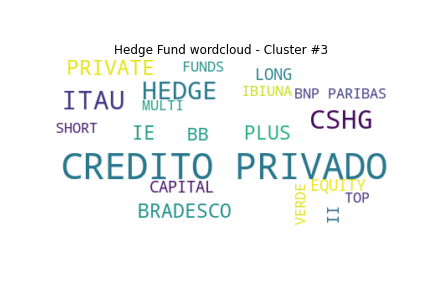 Hedge Fund wordcloud - Cluster #3
PRIVATE
FUNDS
LONG
HEDGE
ITAU
MULTI
IBIUNA
BNP PARIBAS
SHORT
IE
BB
PLUS
CSHG
CREDITO PRIVADO
CAPITAL
EQUITY
BRADESCO
VERDE
II
TOP